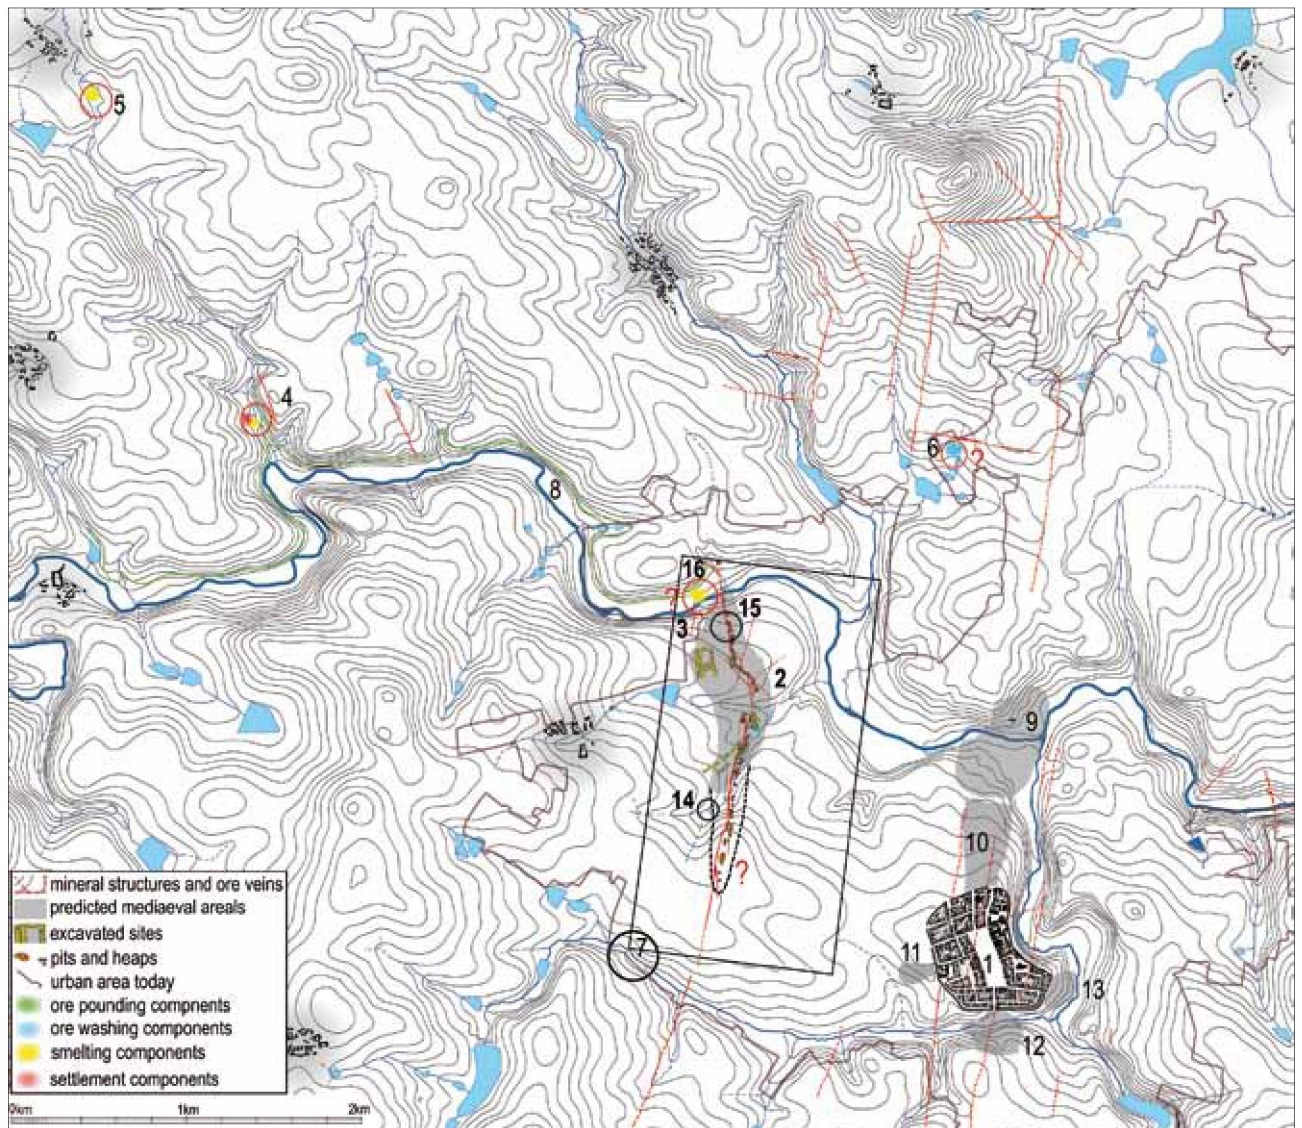 5
4
8
6 ?
16
? 15
3
2
9
14
10
?
7
11
1
13
12
mineral structures and ore veins
predicted mediaeval areals
excavated sites
pits and heaps
urban area today
ore pounding compnents
ore washing components
smelting components
settlement components
0km 1km 2km